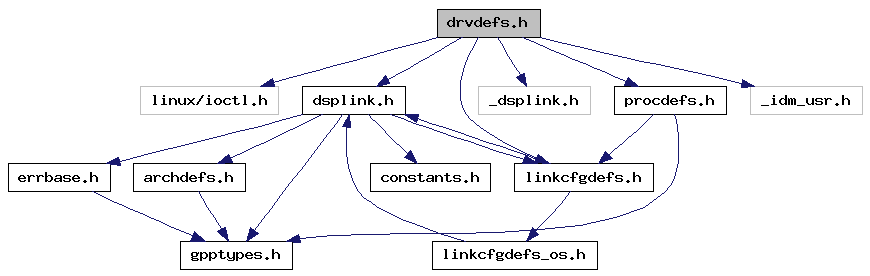 drvdefs.h
linux/ioctl.h
dsplink.h
_dsplink.h
procdefs.h
_idm_usr.h
errbase.h
archdefs.h
constants.h
linkcfgdefs.h
gpptypes.h
linkcfgdefs_os.h